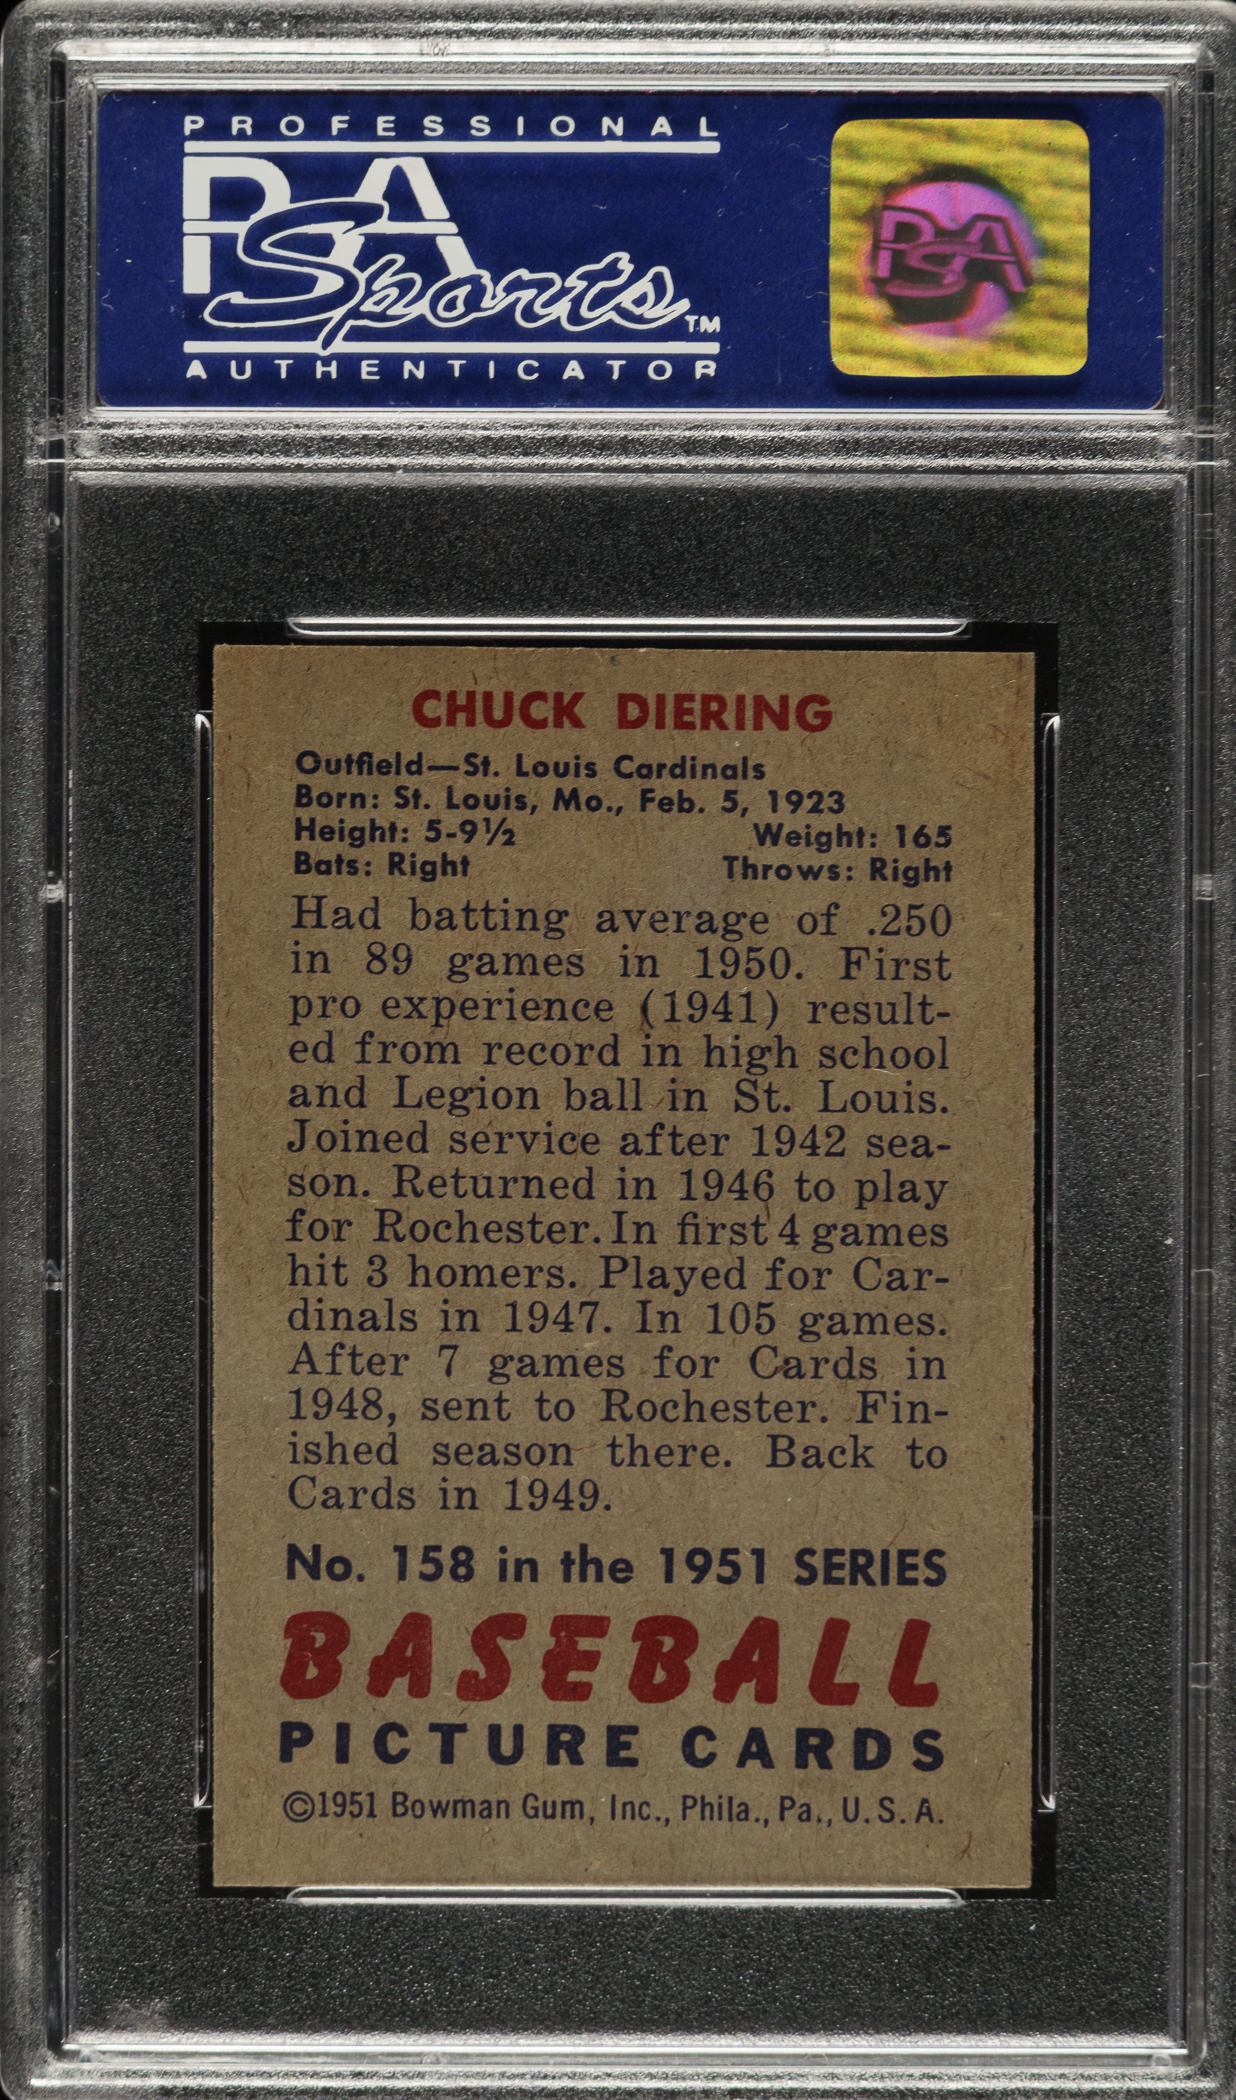 PROFESSIONAL
PSA
Sports TM
AUTHENTICATOR
PSA
CHUCK DIERING
Outfield—St. Louis Cardinals
Born: St. Louis, Mo., Feb. 5, 1923
Height: 5-9½ Weight: 165
Bats: Right Throws: Right
Had batting average of .250
in 89 games in 1950. First
pro experience (1941) result-
ed from record in high school
and Legion ball in St. Louis.
Joined service after 1942 sea-
son. Returned in 1946 to play
for Rochester. In first 4 games
hit 3 homers. Played for Car-
dinals in 1947. In 105 games.
After 7 games for Cards in
1948, sent to Rochester. Fin-
ished season there. Back to
Cards in 1949.
No. 158 in the 1951 SERIES
BASEBALL
PICTURE CARDS
©1951 Bowman Gum, Inc., Phila., Pa., U.S.A.